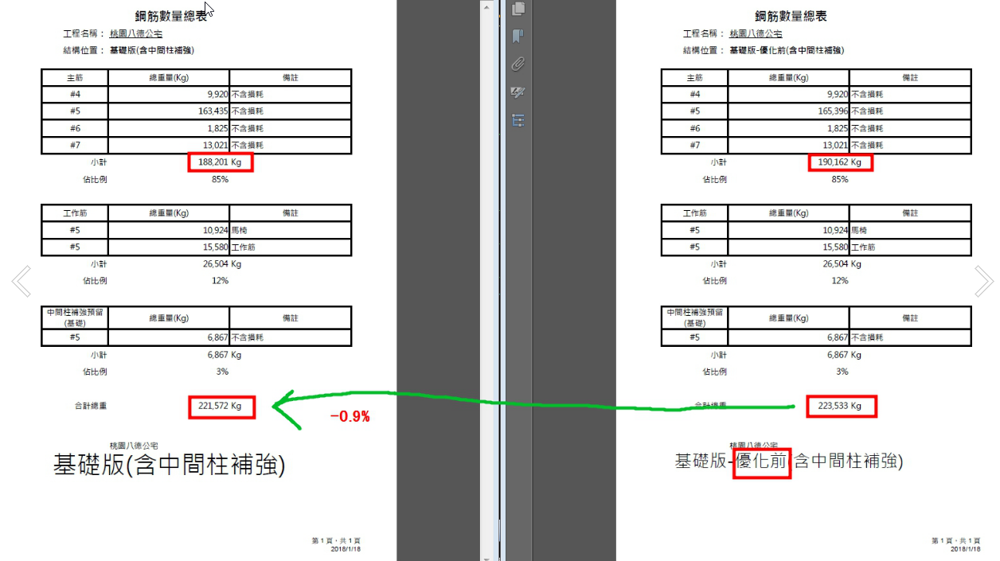 鋼筋數量總表
工程名稱： 桃園八德公宅
結構位置： 基礎版(含中間柱補強)
主筋 總重量(Kg) 備註
#4 9,920 不含損耗
#5 163,435 不含損耗
#6 1,825 不含損耗
#7 13,021 不含損耗
小計 188,201 Kg
佔比例 85%
工作筋 總重量(Kg) 備註
#5 10,924 馬椅
#5 15,580 工作筋
小計 26,504 Kg
佔比例 12%
中間柱補強預留
(基礎) 總重量(Kg) 備註
#5 6,867 不含損耗
小計 6,867 Kg
佔比例 3%
合計總重 221,572 Kg
-0.9%
桃園八德公宅
基礎版(含中間柱補強)
第 1 頁，共 1 頁
2018/1/18
鋼筋數量總表
工程名稱： 桃園八德公宅
結構位置： 基礎版-優化前(含中間柱補強)
主筋 總重量(Kg) 備註
#4 9,920 不含損耗
#5 165,396 不含損耗
#6 1,825 不含損耗
#7 13,021 不含損耗
小計 190,162 Kg
佔比例 85%
工作筋 總重量(Kg) 備註
#5 10,924 馬椅
#5 15,580 工作筋
小計 26,504 Kg
佔比例 12%
中間柱補強預留
(基礎) 總重量(Kg) 備註
#5 6,867 不含損耗
小計 6,867 Kg
佔比例 3%
合計總重 223,533 Kg
桃園八德公宅
基礎版-優化前(含中間柱補強)
第 1 頁，共 1 頁
2018/1/18